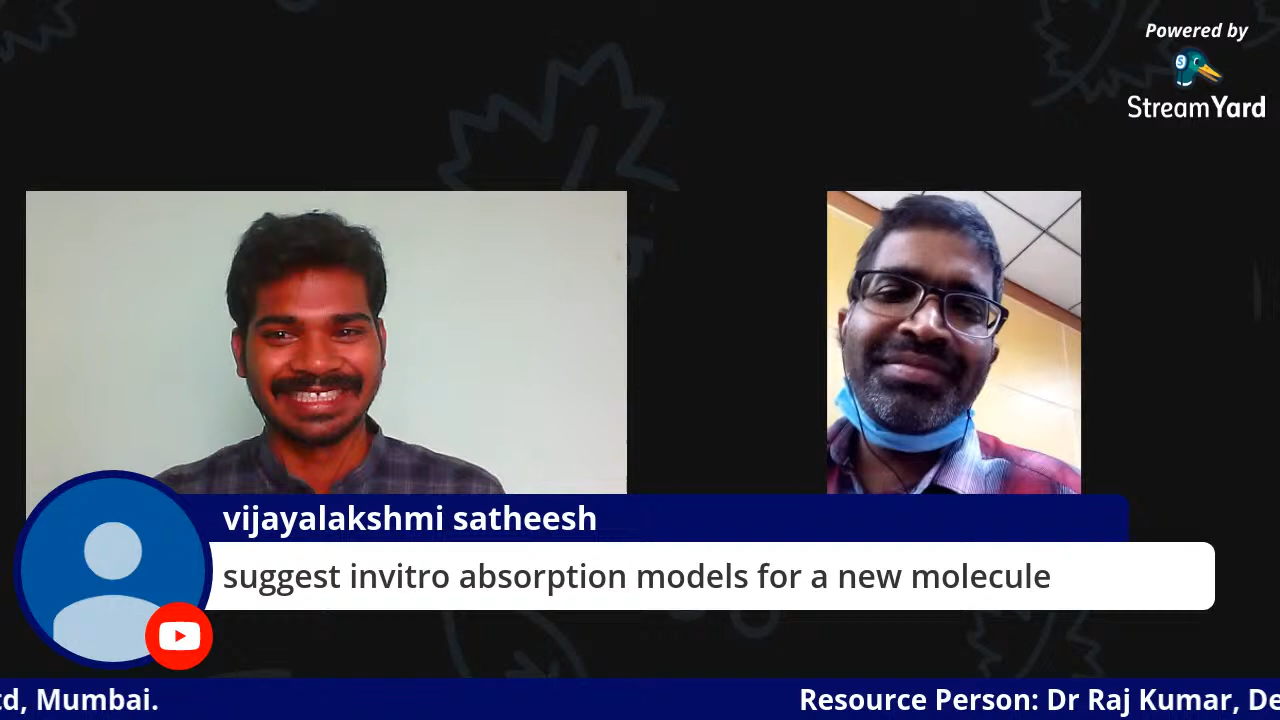 Powered by
StreamYard
vijayalakshmi satheesh
suggest invitro absorption models for a new molecule
td, Mumbai.
Resource Person: Dr Raj Kumar, De